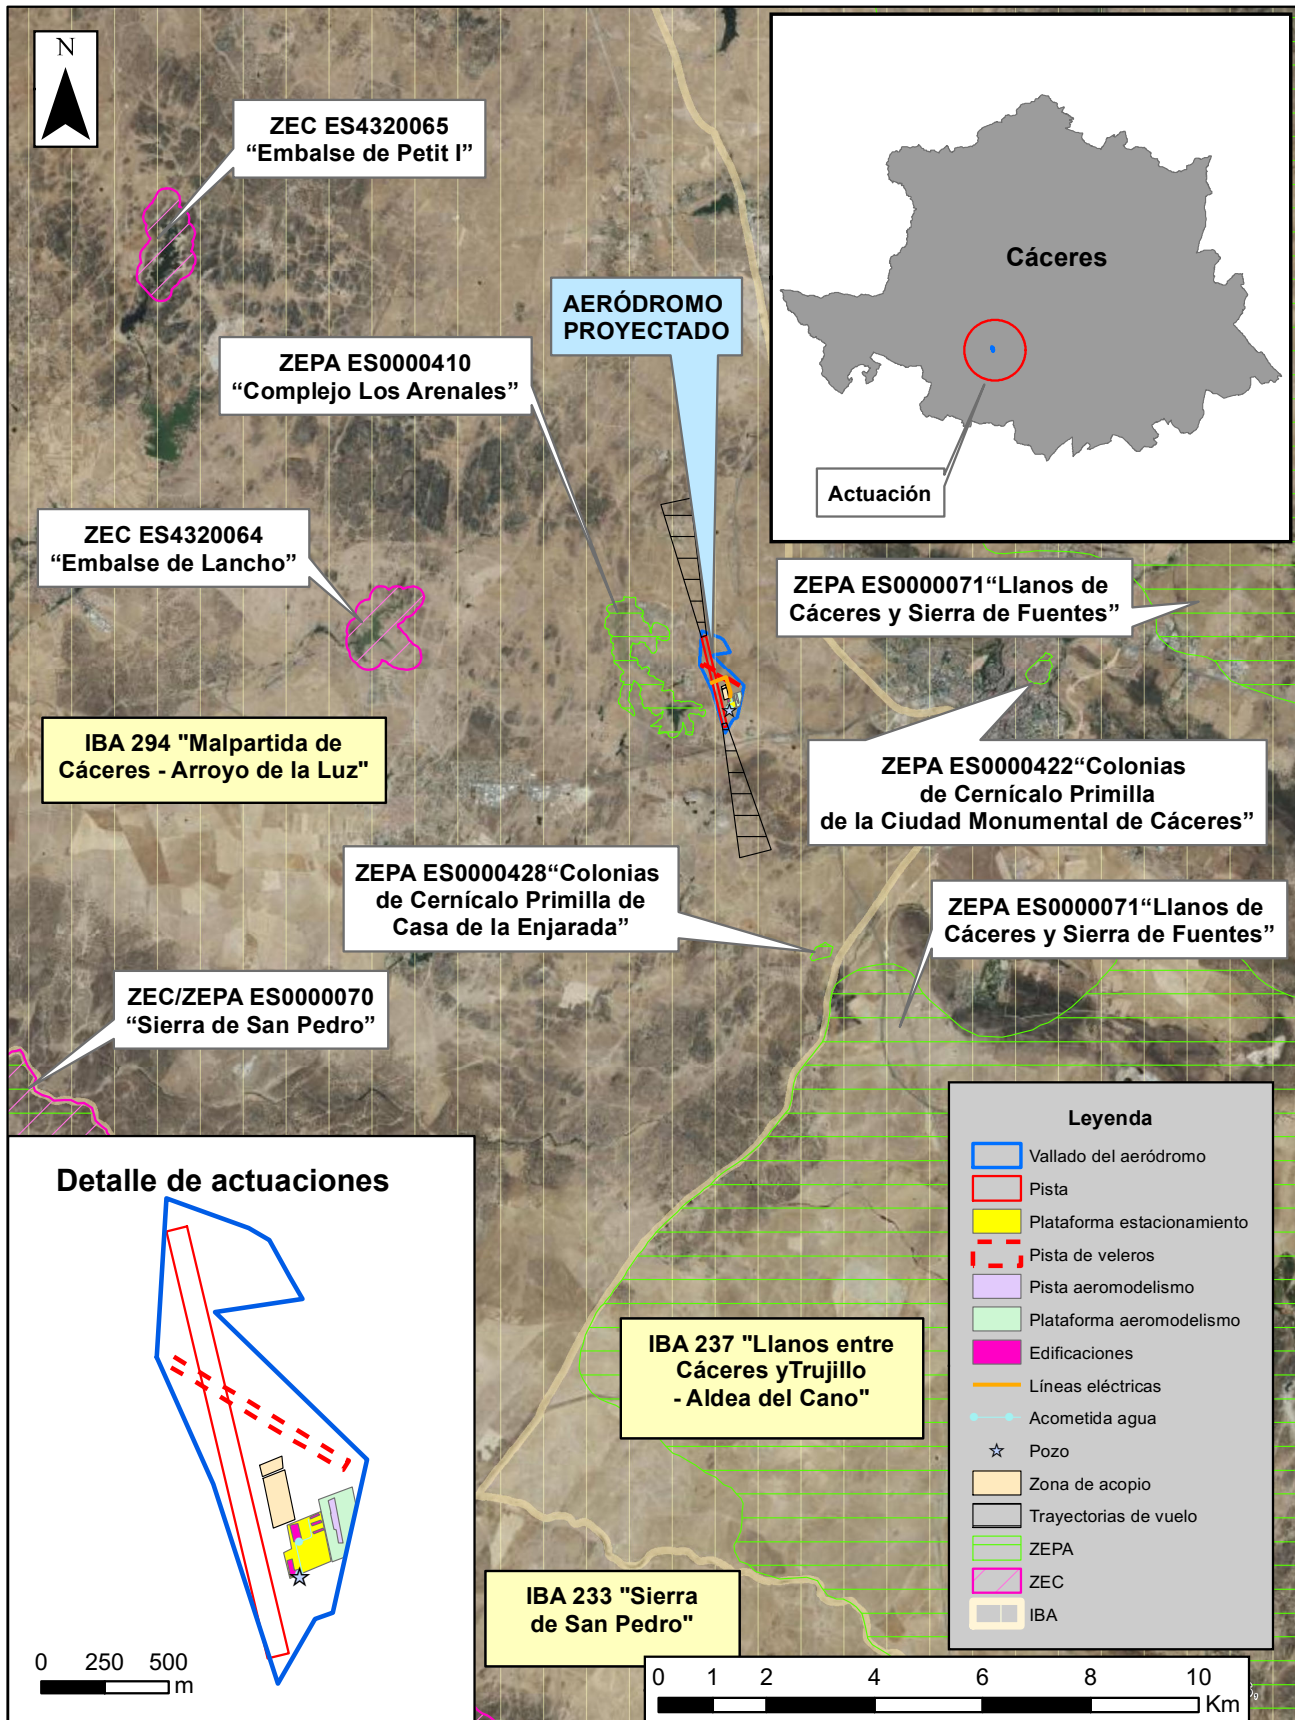 N
ZEC ES4320065
“Embalse de Petit I”
Cáceres
Actuación
AERÓDROMO
PROYECTADO
ZEPA ES0000410
“Complejo Los Arenales”
ZEC ES4320064
“Embalse de Lancho”
ZEPA ES0000071“Llanos de
Cáceres y Sierra de Fuentes”
IBA 294 "Malpartida de
Cáceres - Arroyo de la Luz"
ZEPA ES0000422“Colonias
de Cernícalo Primilla
de la Ciudad Monumental de Cáceres”
ZEPA ES0000428“Colonias
de Cernícalo Primilla de
Casa de la Enjarada”
ZEPA ES0000071“Llanos de
Cáceres y Sierra de Fuentes”
ZEC/ZEPA ES0000070
“Sierra de San Pedro”
Detalle de actuaciones
0 250 500
m
IBA 237 "Llanos entre
Cáceres yTrujillo
- Aldea del Cano"
IBA 233 "Sierra
de San Pedro"
Leyenda
Vallado del aeródromo
Pista
Plataforma estacionamiento
Pista de veleros
Pista aeromodelismo
Plataforma aeromodelismo
Edificaciones
Líneas eléctricas
Acometida agua
Pozo
Zona de acopio
Trayectorias de vuelo
ZEPA
ZEC
IBA
0 1 2 4 6 8 10
Km